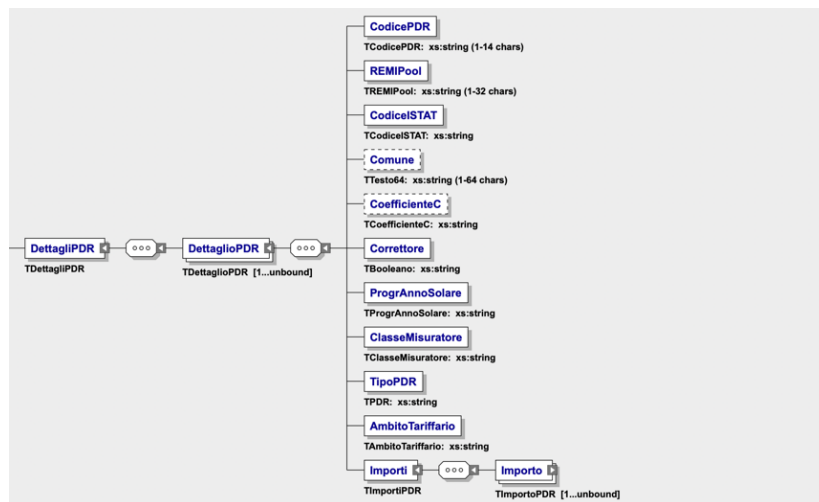 CodicePDR
TCodicePDR: xs:string (1-14 chars)
REMIPool
TREMIPool: xs:string (1-32 chars)
CodiceISTAT
TCodiceISTAT: xs:string
Comune
TTesto64: xs:string (1-64 chars)
CoefficienteC
TCoefficienteC: xs:string
DettagliPDR
TDettagliPDR
DettaglioPDR
TDettaglioPDR [1...unbound]
Correttore
TBooleano: xs:string
ProgrAnnoSolare
TProgrAnnoSolare: xs:string
ClasseMisuratore
TClasseMisuratore: xs:string
TipoPDR
TPDR: xs:string
AmbitoTariffario
TAmbitoTariffario: xs:string
Importi
TImportiPDR
Importo
TImportoPDR [1...unbound]